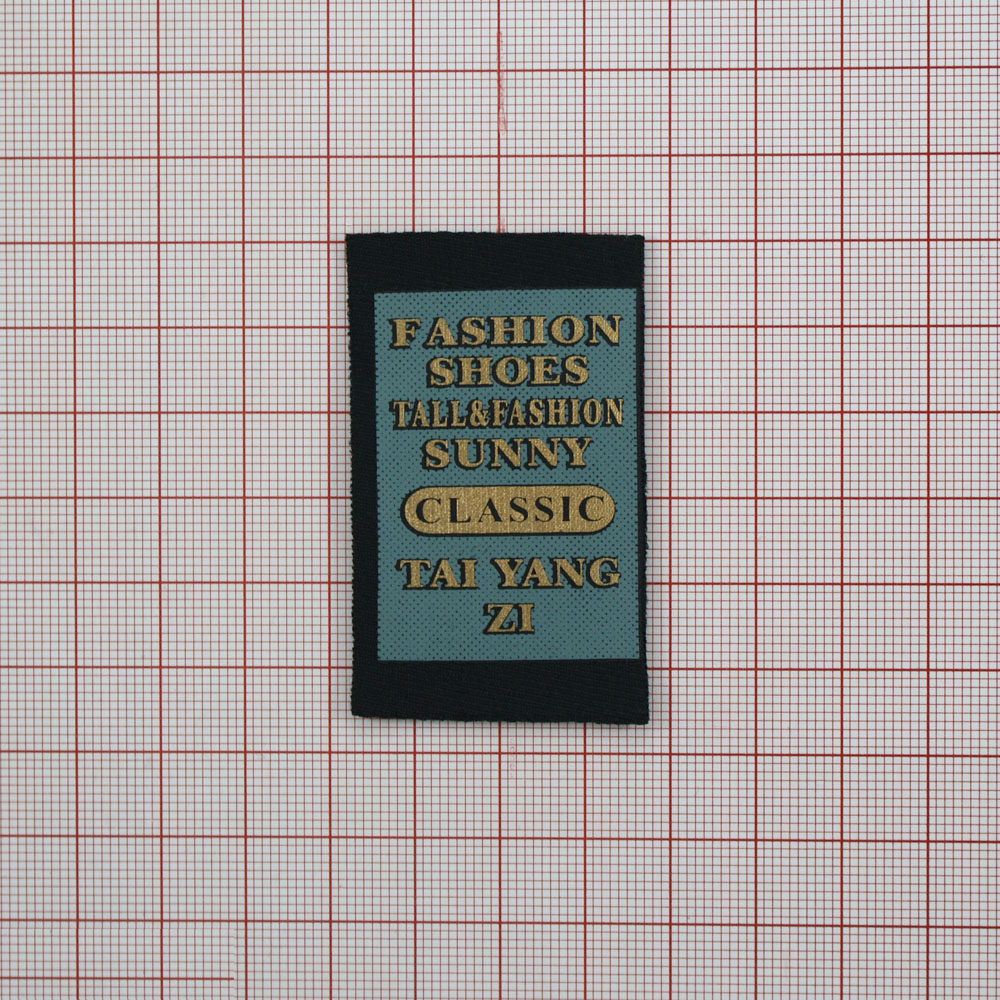 FASHION
SHOES
TALL&FASHION
SUNNY
CLASSIC
TAI YANG
ZI